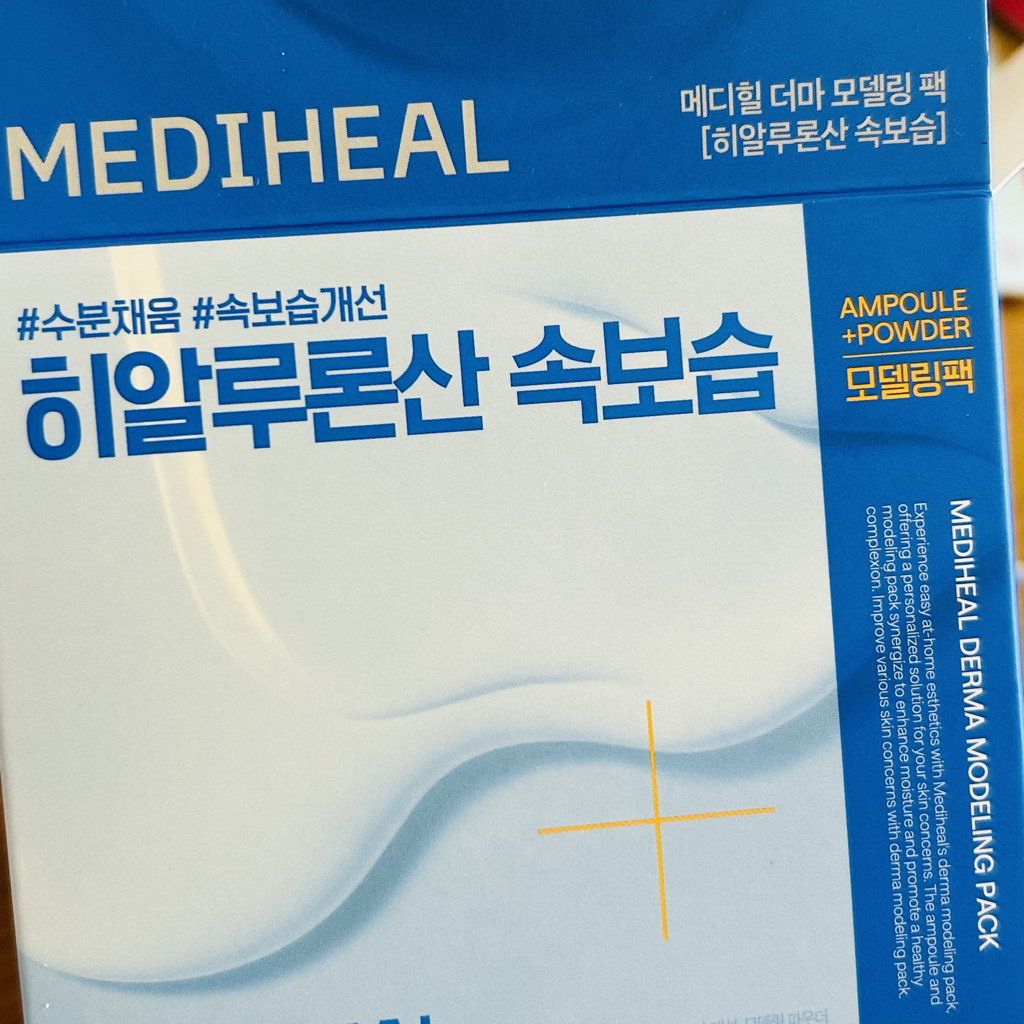 MEDIHEAL
메디힐 더마 모델링 팩
[히알루론산 속보습]
#수분채움 #속보습개선
히알루론산 속보습
AMPOULE
+POWDER
모델링팩
MEDIHEAL DERMA MODELING PACK
Experience easy at-home esthetics with Mediheal's derma modeling pack,
offering a personalized solution for your skin concerns. The ampoule and
modeling pack synergize to enhance moisture and promote a healthy
complexion. Improve various skin concerns with derma modeling pack.